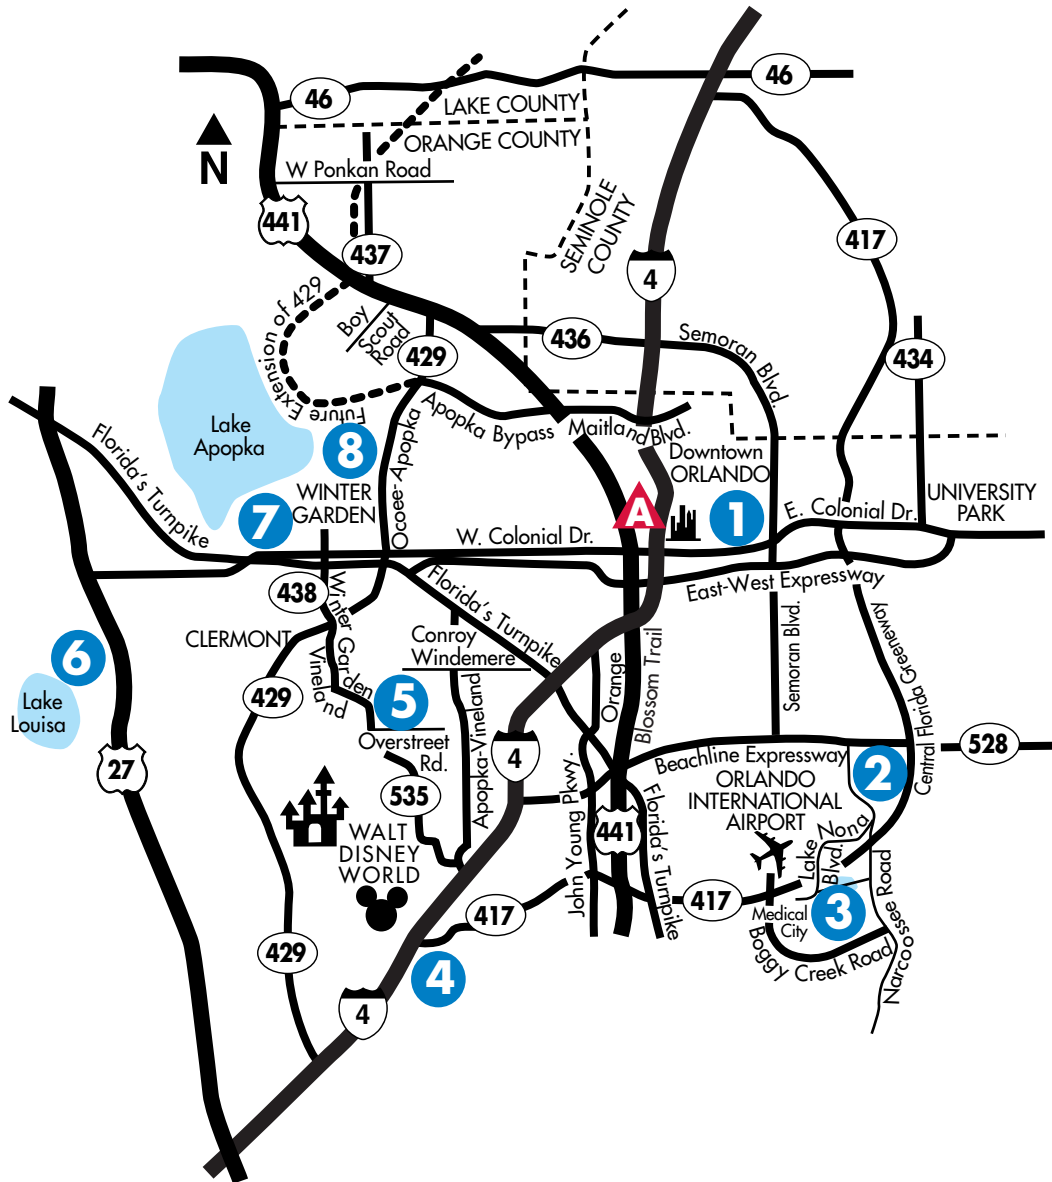 46
46
LAKE COUNTY
ORANGE COUNTY
N
W Ponkan Road
441
437
SEMINOLE
COUNTY
417
4
Future Extension of 429
Boy
Scout
Road
429
436
Semoran Blvd.
434
Lake
Apopka
Florida's Turnpike
8
Ocoee-Apopka
Apopka Bypass
Maitland Blvd.
Downtown
ORLANDO
WINTER
GARDEN
7
A
1
UNIVERSITY
PARK
W. Colonial Dr.
E. Colonial Dr.
East-West Expressway
438
Winter Garden
Vineland
Florida's Turnpike
CLERMONT
Conroy
Windemere
6
Lake
Louisa
429
5
Overstreet
Rd.
Apopka-Vineland
Orange
Blossom Trail
Semoran Blvd.
Central Florida Greeneway
528
27
4
535
Beachline Expressway
ORLANDO
INTERNATIONAL
AIRPORT
2
WALT
DISNEY
WORLD
John Young Pkwy.
441
Florida's Turnpike
Lake Nona
Blvd.
417
417
Medical
City
3
Narcoossee Road
Boggy Creek Road
429
4
4